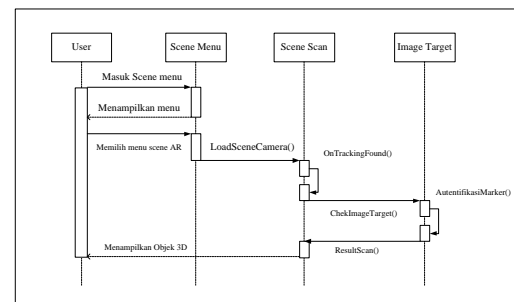 User
Scene Menu
Scene Scan
Image Target
Masuk Scene menu
Menampilkan menu
Memilih menu scene AR
LoadSceneCamera()
OnTrackingFound()
AutentifikasiMarker()
ChekImageTarget()
Menampilkan Objek 3D
ResultScan()